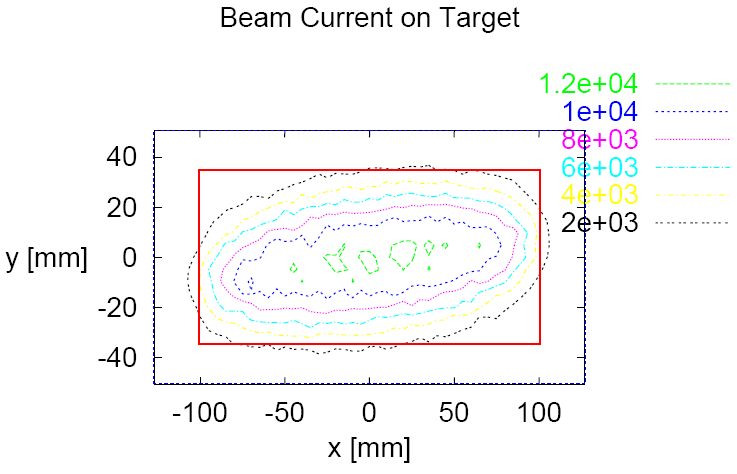 Beam Current on Target
1.2e+04
1e+04
8e+03
6e+03
4e+03
2e+03
40
20
0
-20
-40
y [mm]
-100 -50 0 50 100
x [mm]